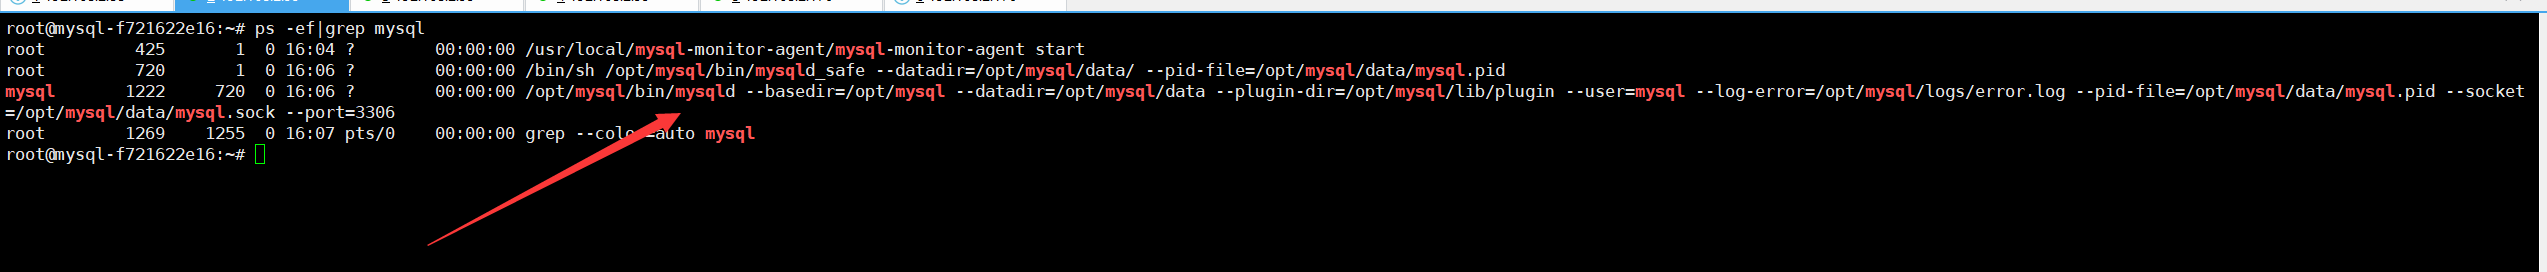 root@mysql-f721622e16:~# ps -ef|grep mysql
root         425       1  0 16:04 ?        00:00:00 /usr/local/mysql-monitor-agent/mysql-monitor-agent start
root         720       1  0 16:06 ?        00:00:00 /bin/sh /opt/mysql/bin/mysqld_safe --datadir=/opt/mysql/data/ --pid-file=/opt/mysql/data/mysql.pid
mysql       1222     720  0 16:06 ?        00:00:00 /opt/mysql/bin/mysqld --basedir=/opt/mysql --datadir=/opt/mysql/data --plugin-dir=/opt/mysql/lib/plugin --user=mysql --log-error=/opt/mysql/logs/error.log --pid-file=/opt/mysql/data/mysql.pid --socket
=/opt/mysql/data/mysql.sock --port=3306
root        1269    1255  0 16:07 pts/0    00:00:00 grep --color=auto mysql
root@mysql-f721622e16:~#